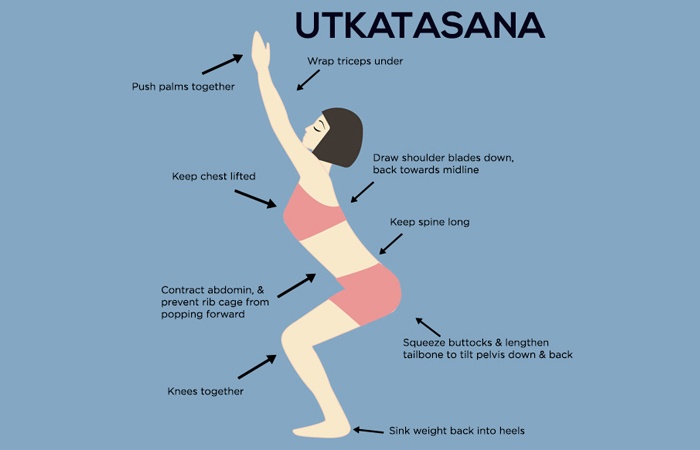 UTKATASANA
Wrap triceps under
Push palms together
Draw shoulder blades down,
back towards midline
Keep chest lifted
Keep spine long
Contract abdomin, &
prevent rib cage from
popping forward
Squeeze buttocks & lengthen
tailbone to tilt pelvis down & back
Knees together
Sink weight back into heels